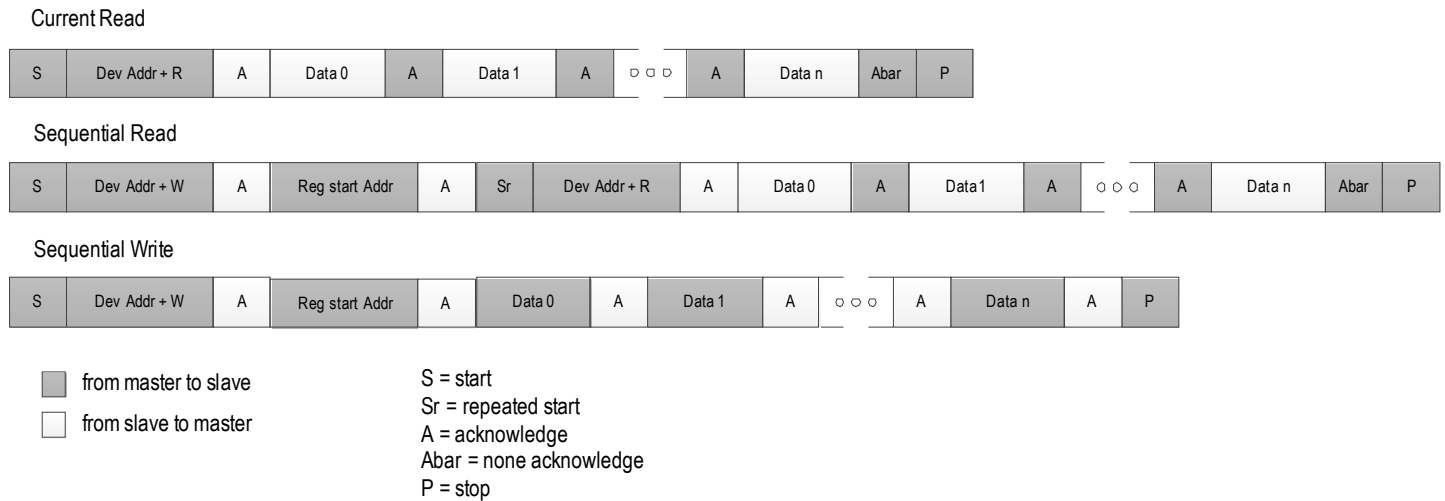 Current Read
S Dev Addr + R A Data 0 A Data 1 A A Data n Abar P
Sequential Read
S Dev Addr + W A Reg start Addr A Sr Dev Addr + R A Data 0 A Data1 A A Data n Abar P
Sequential Write
S Dev Addr + W A Reg start Addr A Data 0 A Data 1 A A Data n A P
from master to slave
from slave to master
S = start
Sr = repeated start
A = acknowledge
Abar = none acknowledge
P = stop